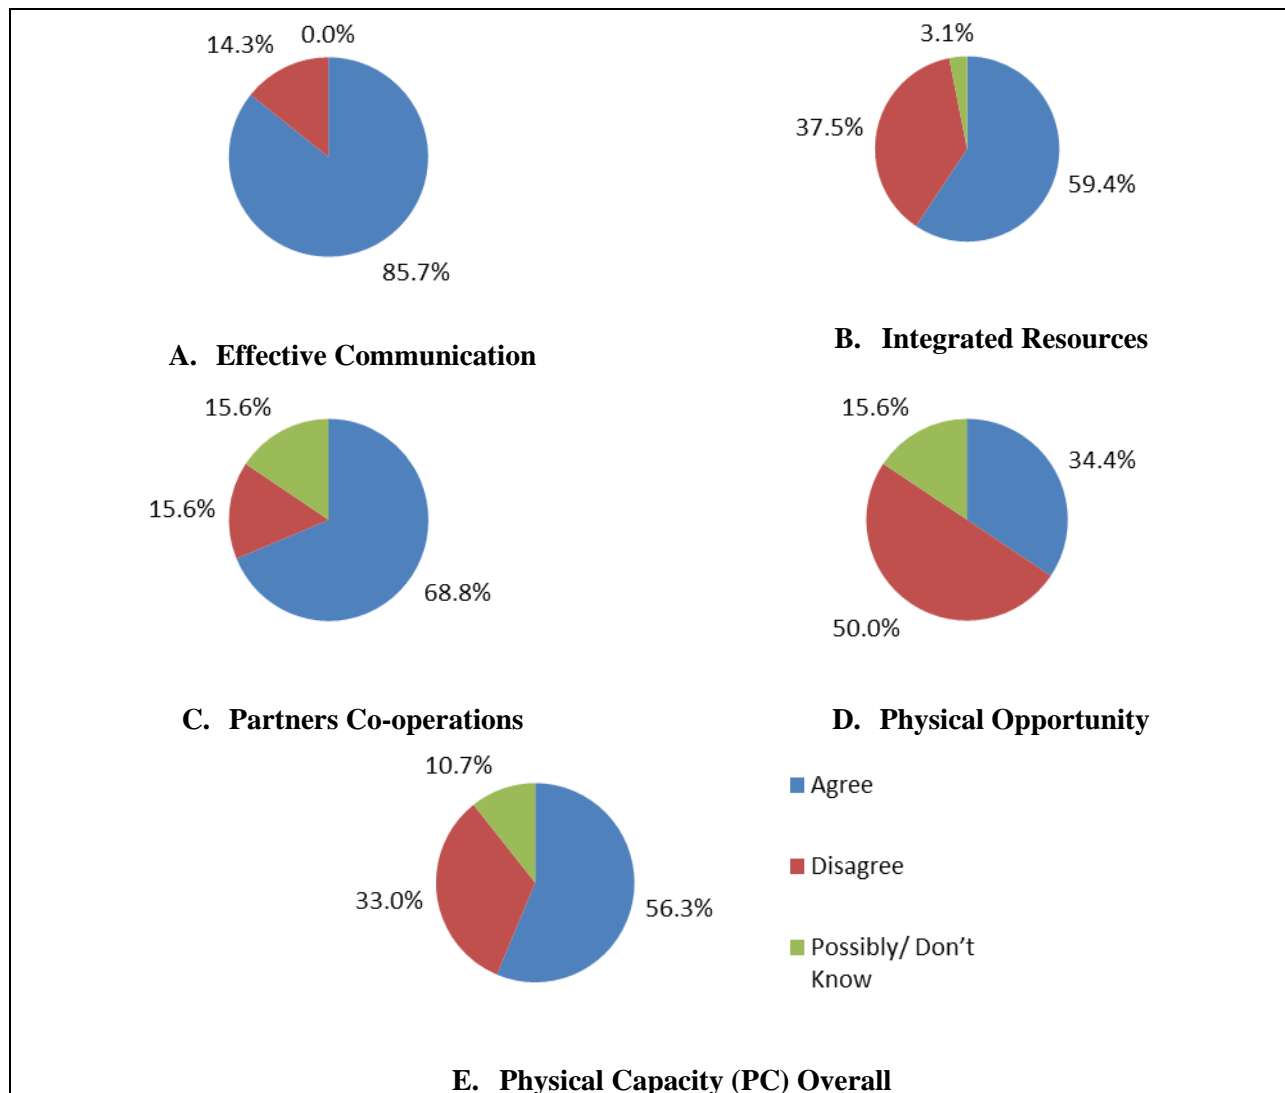 0.0%
14.3%
85.7%
A. Effective Communication
3.1%
37.5%
59.4%
B. Integrated Resources
15.6%
15.6%
68.8%
C. Partners Co-operations
15.6%
34.4%
50.0%
D. Physical Opportunity
10.7%
33.0%
56.3%
Agree
Disagree
Possibly/ Don’t
Know
E. Physical Capacity (PC) Overall